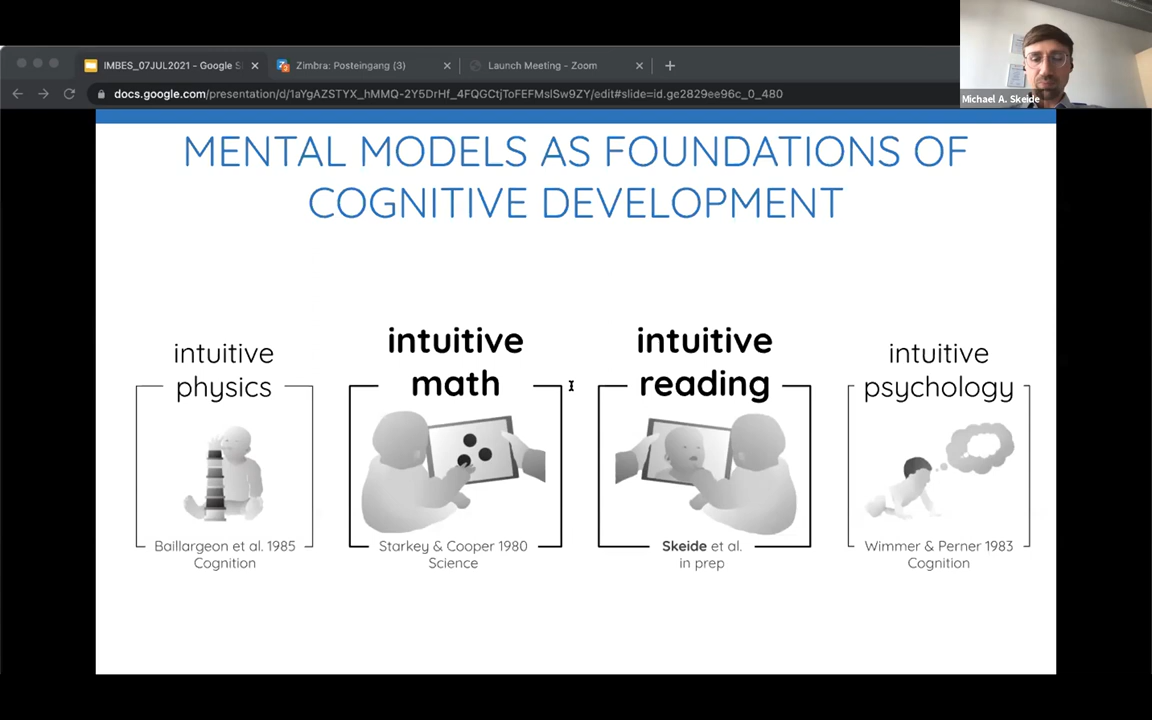 IMBES_07JUL2021 - Google S
Zimbra: Posteingang (3)
Launch Meeting - Zoom
docs.google.com/presentation/d/1aYgAZSTYX_hMMQ-2Y5DrHf_4FQGCtjToFEFMslSw9ZY/edit#slide=id.ge2829ee96c_0_480
Michael A. Skeide
MENTAL MODELS AS FOUNDATIONS OF
COGNITIVE DEVELOPMENT
intuitive
physics
Baillargeon et al. 1985
Cognition
intuitive
math
Starkey & Cooper 1980
Science
intuitive
reading
Skeide et al.
in prep
intuitive
psychology
Wimmer & Perner 1983
Cognition